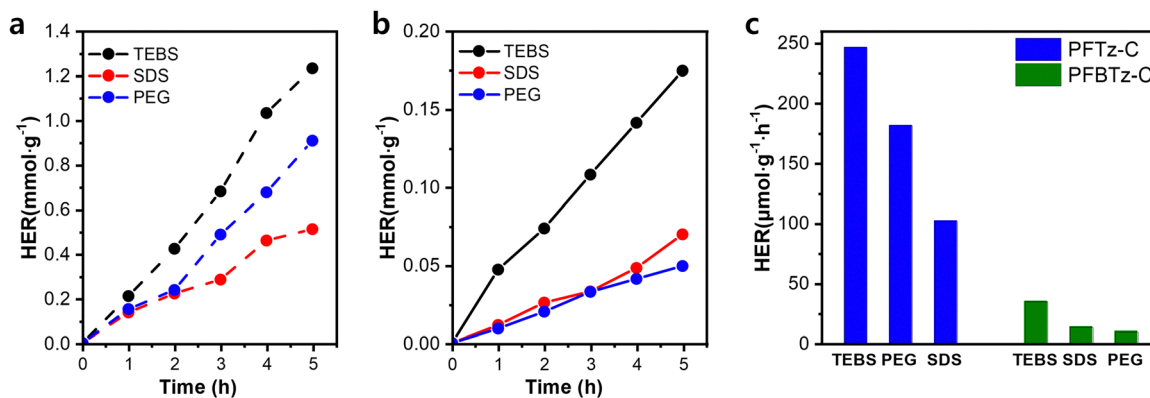 a
HER(mmol·g⁻¹)
1.4
1.2
1.0
0.8
0.6
0.4
0.2
0.0
TEBS
SDS
PEG
0 1 2 3 4 5
Time (h)
b
HER(mmol·g⁻¹)
0.20
0.15
0.10
0.05
0.00
TEBS
SDS
PEG
0 1 2 3 4 5
Time (h)
c
HER(μmol·g⁻¹·h⁻¹)
250
200
150
100
50
0
PFTz-C
PFBTz-C
TEBS PEG SDS TEBS SDS PEG